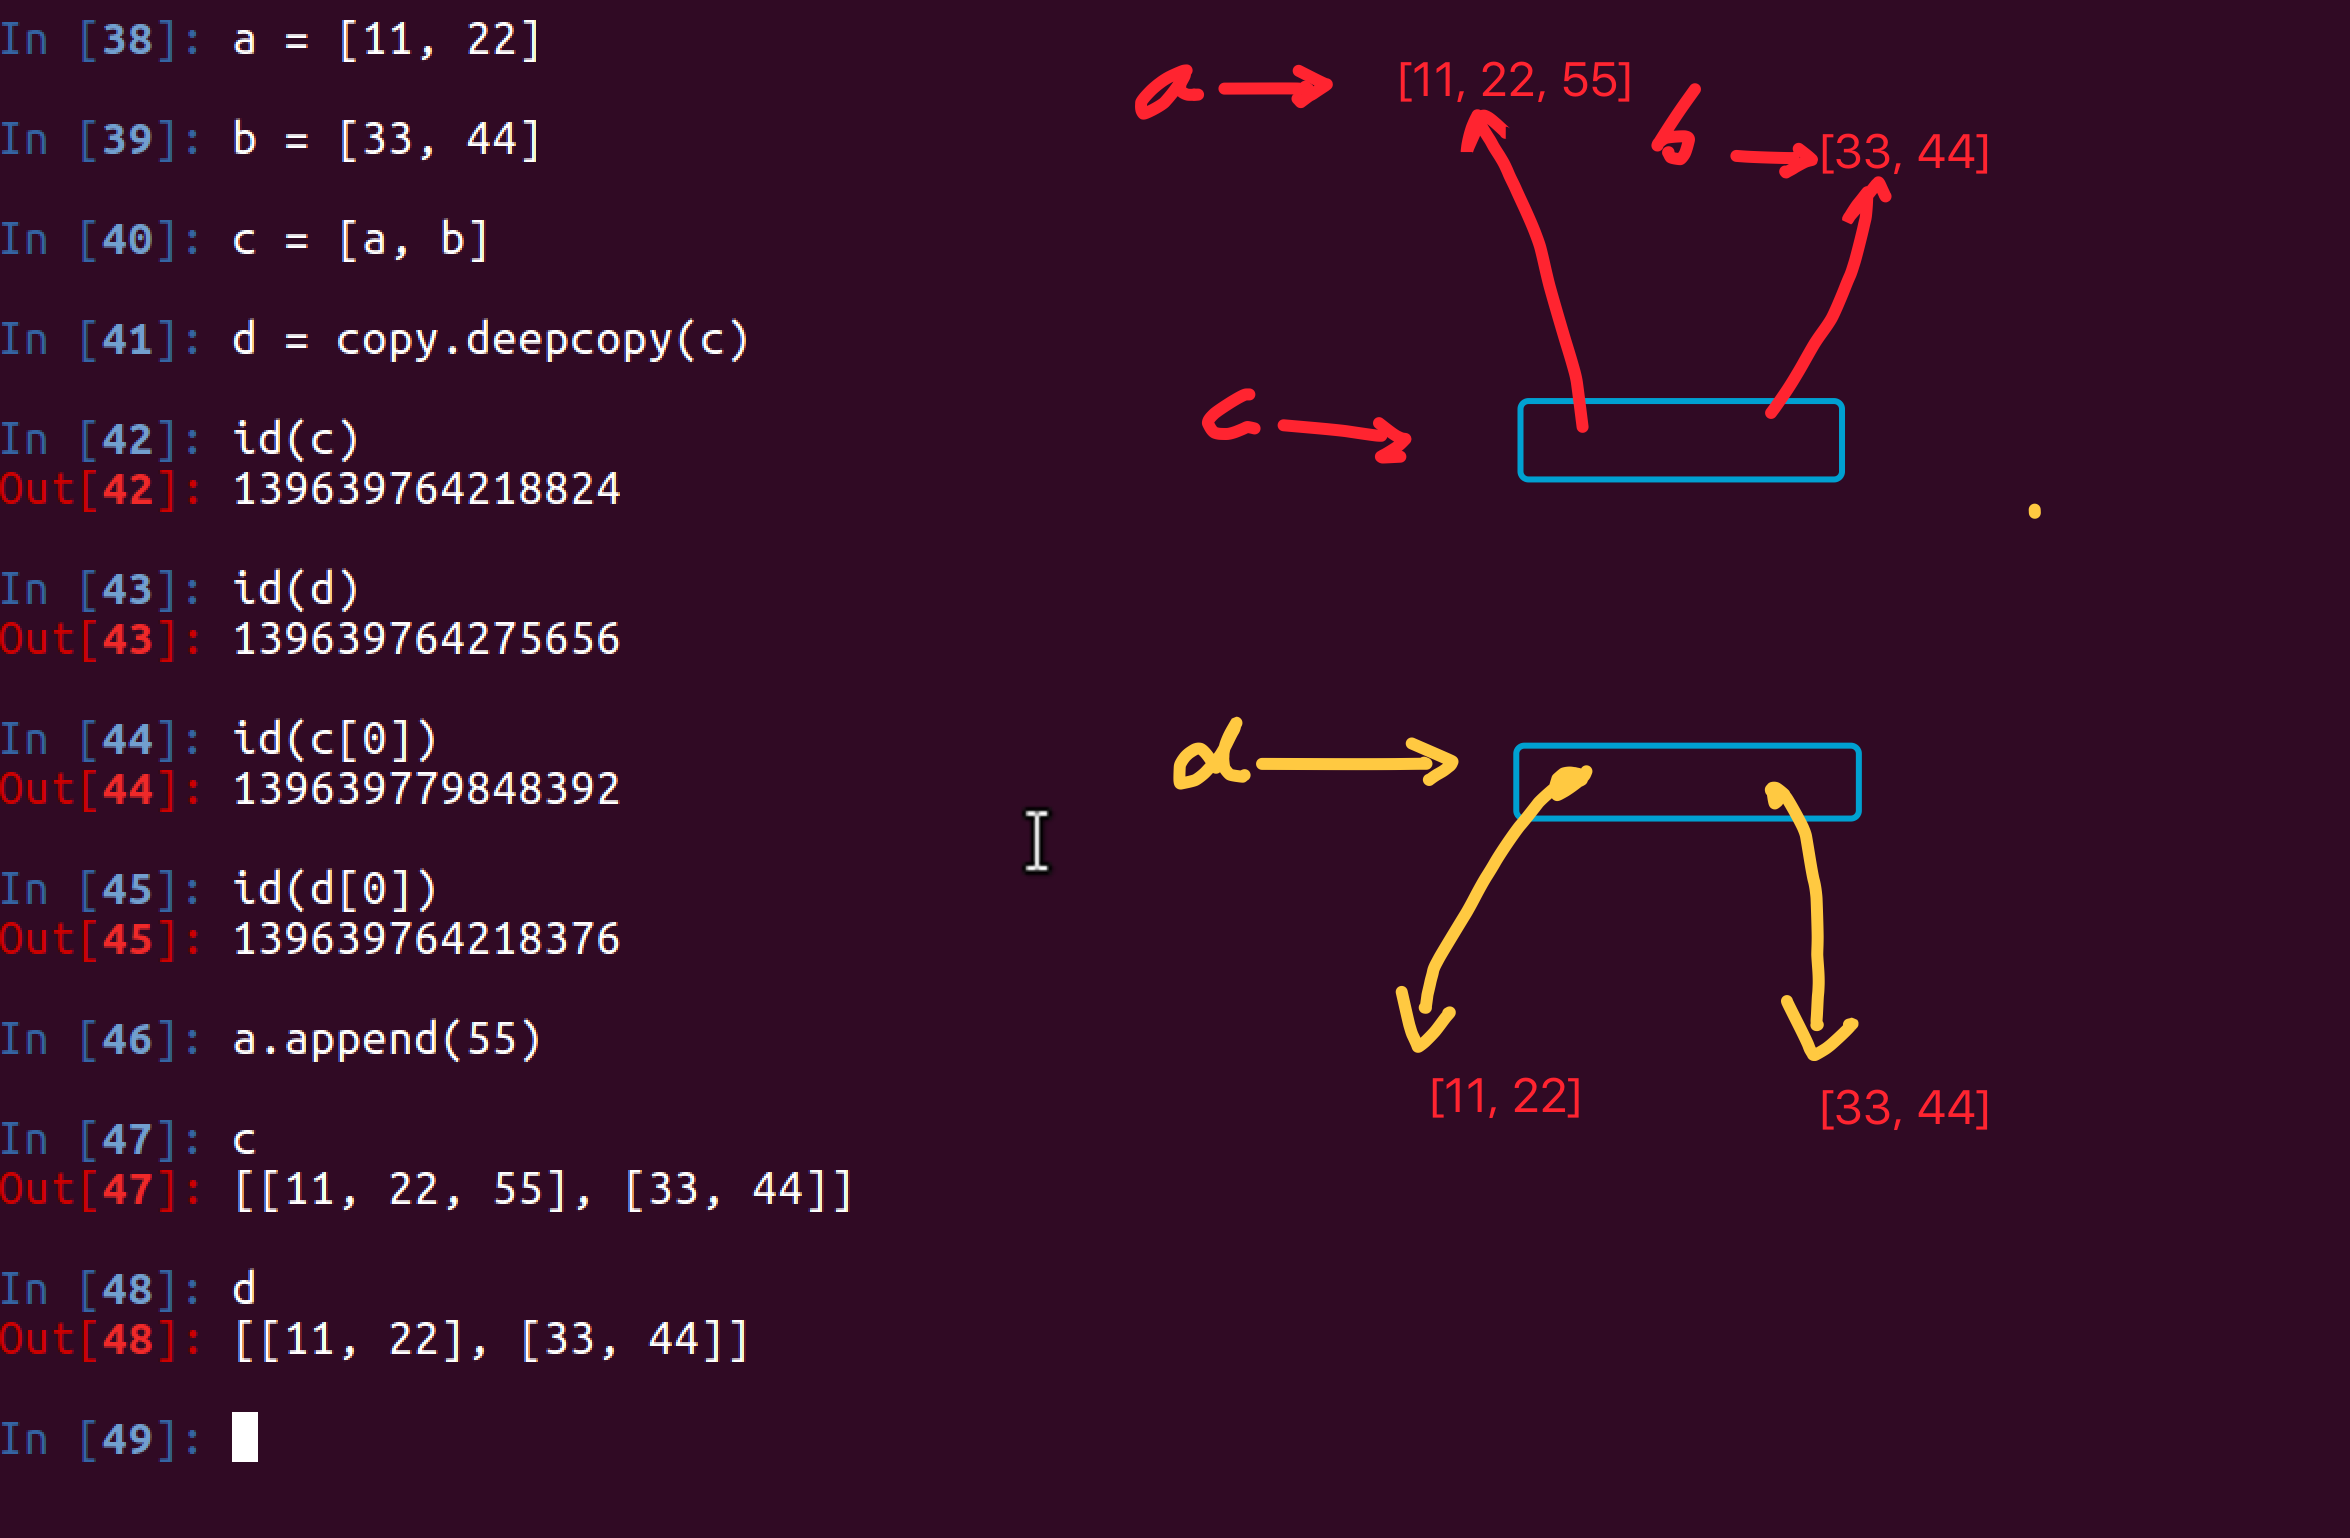 In [38]: a = [11, 22]
In [39]: b = [33, 44]
In [40]: c = [a, b]
In [41]: d = copy.deepcopy(c)
In [42]: id(c)
Out[42]: 139639764218824
In [43]: id(d)
Out[43]: 139639764275656
In [44]: id(c[0])
Out[44]: 139639779848392
In [45]: id(d[0])
Out[45]: 139639764218376
In [46]: a.append(55)
In [47]: c
Out[47]: [[11, 22, 55], [33, 44]]
In [48]: d
Out[48]: [[11, 22], [33, 44]]
In [49]:
a [11, 22, 55]
b [33, 44]
c
d
[11, 22]
[33, 44]